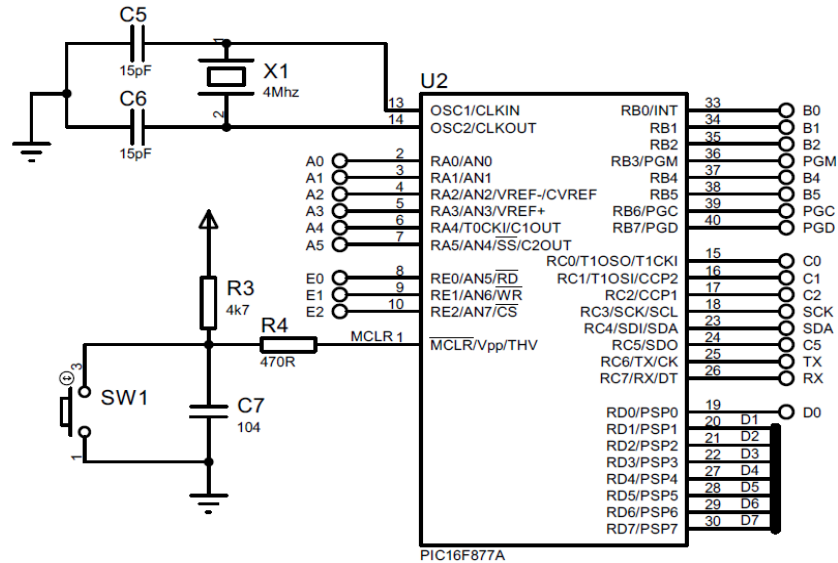 C5
15pF
1
X1
4Mhz
2
C6
15pF
U2
13 OSC1/CLKIN
14 OSC2/CLKOUT
A0 2 RA0/AN0
A1 3 RA1/AN1
A2 4 RA2/AN2/VREF-/CVREF
A3 5 RA3/AN3/VREF+
A4 6 RA4/T0CKI/C1OUT
A5 7 RA5/AN4/SS/C2OUT
E0 8 RE0/AN5/RD
E1 9 RE1/AN6/WR
E2 10 RE2/AN7/CS
MCLR 1 MCLR/Vpp/THV
RB0/INT 33 B0
RB1 34 B1
RB2 35 B2
RB3/PGM 36 PGM
RB4 37 B4
RB5 38 B5
RB6/PGC 39 PGC
RB7/PGD 40 PGD
RC0/T1OSO/T1CKI 15 C0
RC1/T1OSI/CCP2 16 C1
RC2/CCP1 17 C2
RC3/SCK/SCL 18 SCK
RC4/SDI/SDA 23 SDA
RC5/SDO 24 C5
RC6/TX/CK 25 TX
RC7/RX/DT 26 RX
RD0/PSP0 19 D0
RD1/PSP1 20 D1
RD2/PSP2 21 D2
RD3/PSP3 22 D3
RD4/PSP4 27 D4
RD5/PSP5 28 D5
RD6/PSP6 29 D6
RD7/PSP7 30 D7
PIC16F877A
R3
4k7
R4
470R
3
SW1
1
C7
104